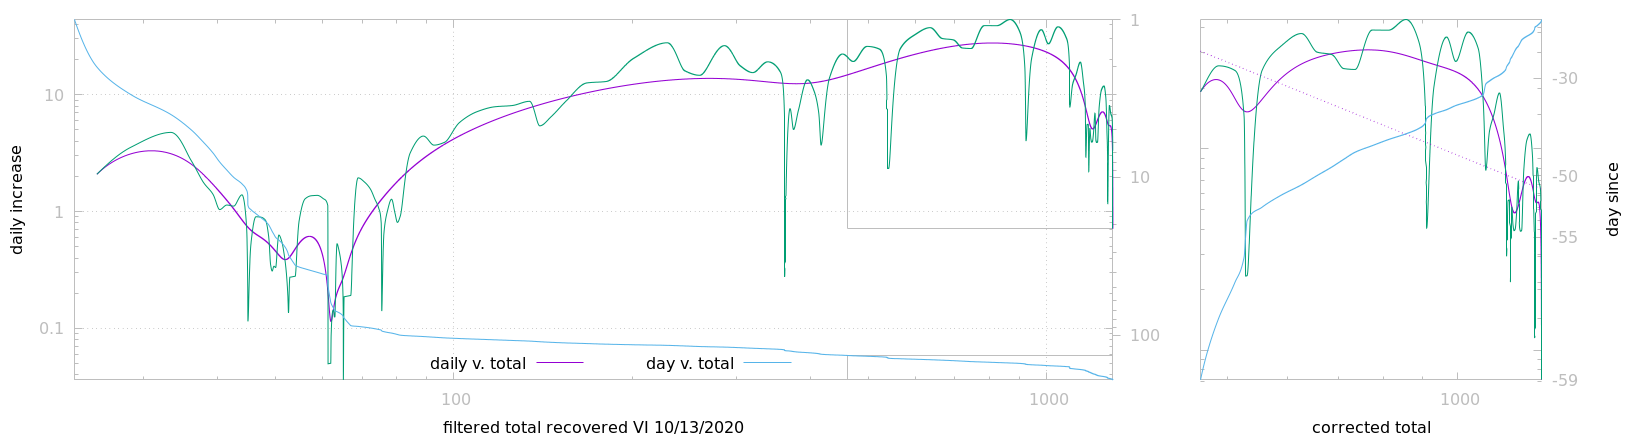 daily increase
10
1
0.1
daily v. total
day v. total
100
1000
filtered total recovered VI 10/13/2020
1
10
100
1000
corrected total
-30
-50
-55
-59
day since